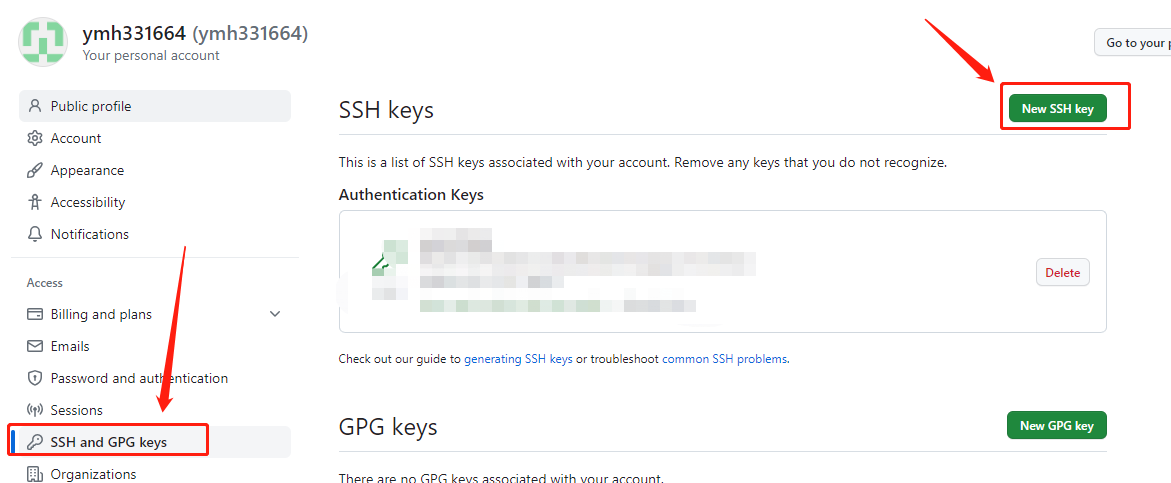 ymh331664 (ymh331664)
Your personal account
Go to your
Public profile
Account
Appearance
Accessibility
Notifications
Access
Billing and plans
Emails
Password and authentication
Sessions
SSH and GPG keys
Organizations
SSH keys
New SSH key
This is a list of SSH keys associated with your account. Remove any keys that you do not recognize.
Authentication Keys
Delete
Check out our guide to generating SSH keys or troubleshoot common SSH problems.
GPG keys
New GPG key
There are no GPG keys associated with your account.